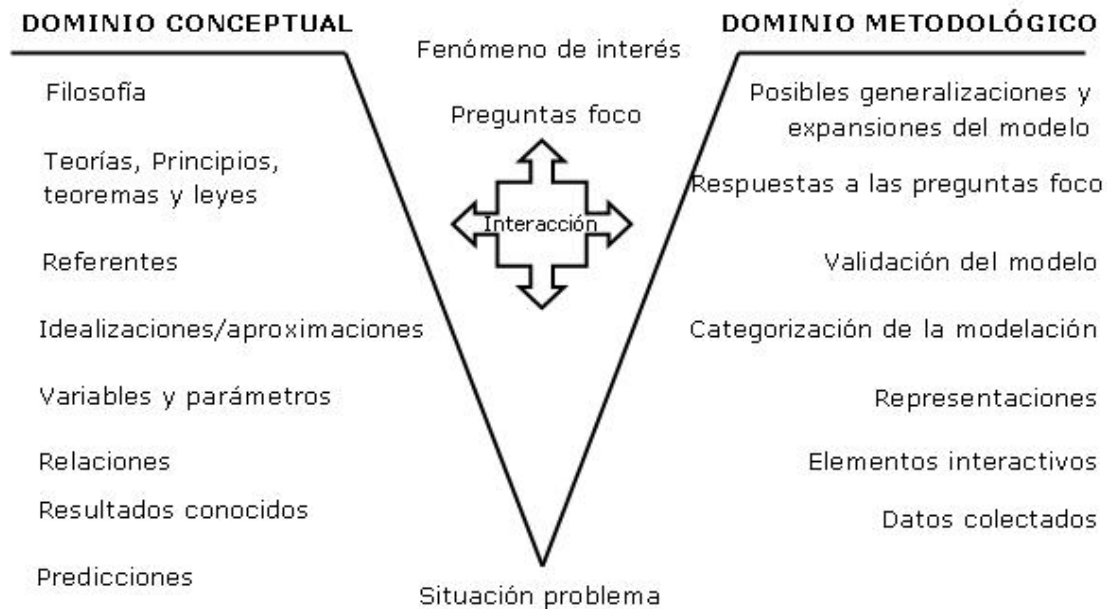 DOMINIO CONCEPTUAL
Filosofía
Teorías, Principios,
teoremas y leyes
Referentes
Idealizaciones/aproximaciones
Variables y parámetros
Relaciones
Resultados conocidos
Predicciones
Fenómeno de interés
Preguntas foco
Interacción
Situación problema
DOMINIO METODOLÓGICO
Posibles generalizaciones y
expansiones del modelo
Respuestas a las preguntas foco
Validación del modelo
Categorización de la modelación
Representaciones
Elementos interactivos
Datos colectados